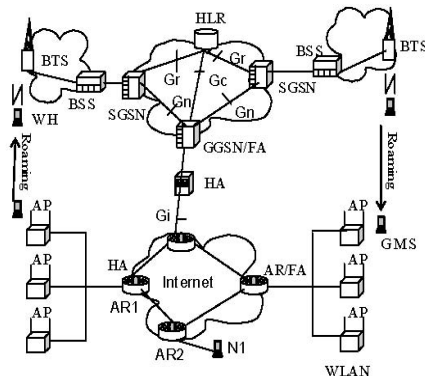 HLR
BTS
BSS
Gr
Gc
Gr
BSS
BTS
SGSN
Gn
Gn
SGSN
WH
GGSN/FA
Roaming
Roaming
HA
AP
Gi
AP
GMS
HA
Internet
AR/FA
AP
AP
AR1
AP
AP
AR2
N1
WLAN